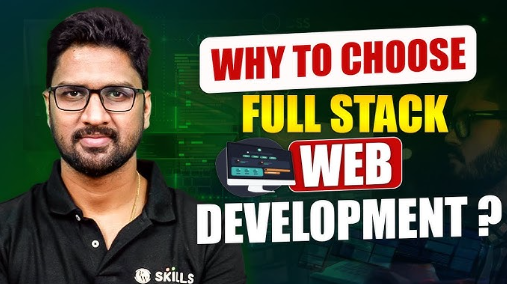 WHY TO CHOOSE
FULL STACK
WEB
DEVELOPMENT ?
SKILLS